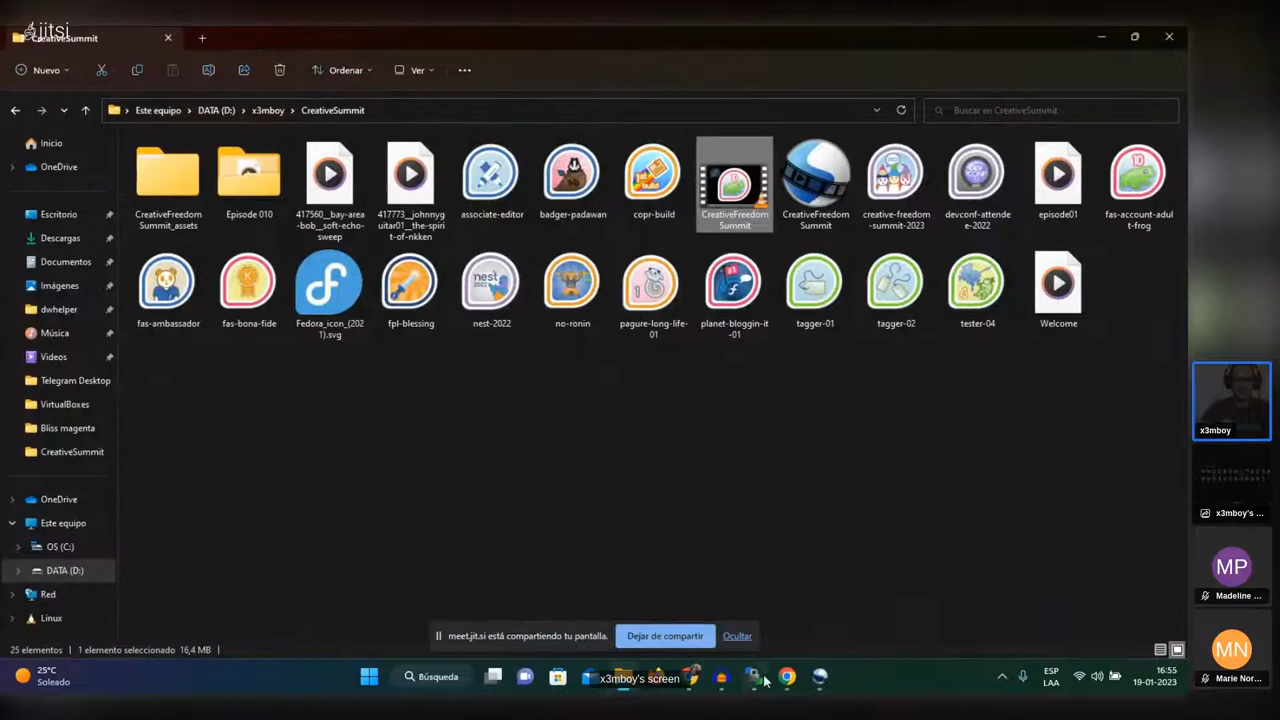 jitsi
CreativeSummit
Nuevo
Ordenar
Ver
Este equipo
DATA (D:)
x3mboy
CreativeSummit
Buscar en CreativeSummit
Inicio
OneDrive
Escritorio
Descargas
Documentos
Imágenes
dwhelper
Música
Videos
Telegram Desktop
VirtualBoxes
Bliss magenta
CreativeSummit
OneDrive
Este equipo
OS (C:)
DATA (D:)
Red
Linux
CreativeFreedom
Summit_assets
Episode 010
417560__bay-area
-bob__soft-echo-
sweep
417773__johnnyg
uitar01__the-spiri
t-of-nkken
associate-editor
badger-padawan
copr-build
CreativeFreedom
Summit
CreativeFreedom
Summit
creative-freedom
-summit-2023
devconf-attende
e-2022
episode01
fas-account-adul
t-frog
fas-ambassador
fas-bona-fide
Fedora_icon_(202
1).svg
fpl-blessing
nest-2022
no-ronin
pagure-long-life-
01
planet-bloggin-it
-01
tagger-01
tagger-02
tester-04
Welcome
meet.jit.si está compartiendo tu pantalla.
Dejar de compartir
Ocultar
25 elementos
1 elemento seleccionado 16,4 MB
25°C
Soleado
Búsqueda
x3mboy's screen
ESP
LAA
16:55
19-01-2023
x3mboy
x3mboy's ...
MP
Madeline ...
MN
Marie Nor...